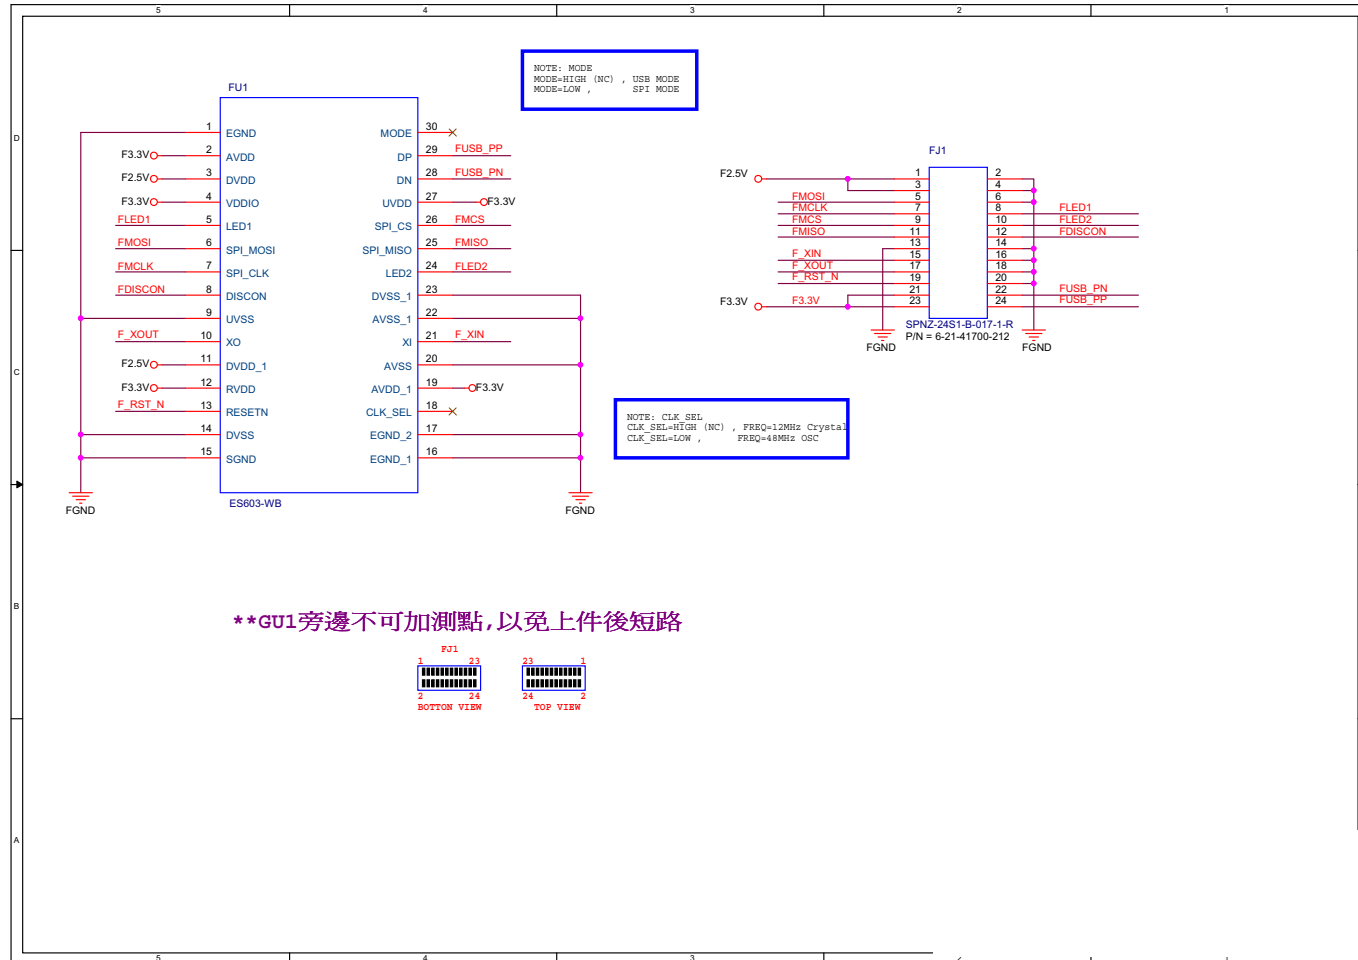 5 4 3 2 1
D
C
B
A
NOTE: MODE
MODE=HIGH (NC) , USB MODE
MODE=LOW , SPI MODE
FU1
1 EGND MODE 30
F3.3V 2 AVDD DP 29 FUSB_PP
F2.5V 3 DVDD DN 28 FUSB_PN
F3.3V 4 VDDIO UVDD 27 F3.3V
FLED1 5 LED1 SPI_CS 26 FMCS
FMOSI 6 SPI_MOSI SPI_MISO 25 FMISO
FMCLK 7 SPI_CLK LED2 24 FLED2
FDISCON 8 DISCON DVSS_1 23
9 UVSS AVSS_1 22
F_XOUT 10 XO XI 21 F_XIN
F2.5V 11 DVDD_1 AVSS 20
F3.3V 12 RVDD AVDD_1 19 F3.3V
F_RST_N 13 RESETN CLK_SEL 18
14 DVSS EGND_2 17
15 SGND EGND_1 16
FGND FGND
ES603-WB
FJ1
F2.5V 1 2
3 4
FMOSI 5 6
FMCLK 7 8 FLED1
FMCS 9 10 FLED2
FMISO 11 12 FDISCON
13 14
F_XIN 15 16
F_XOUT 17 18
F_RST_N 19 20
21 22 FUSB_PN
F3.3V F3.3V 23 24 FUSB_PP
SPNZ-24S1-B-017-1-R
P/N = 6-21-41700-212
FGND FGND
NOTE: CLK_SEL
CLK_SEL=HIGH (NC) , FREQ=12MHz Crystal
CLK_SEL=LOW , FREQ=48MHz OSC
**GU1旁邊不可加測點,以免上件後短路
FJ1
1 23 23 1
2 24 24 2
BOTTON VIEW TOP VIEW
5 4 3